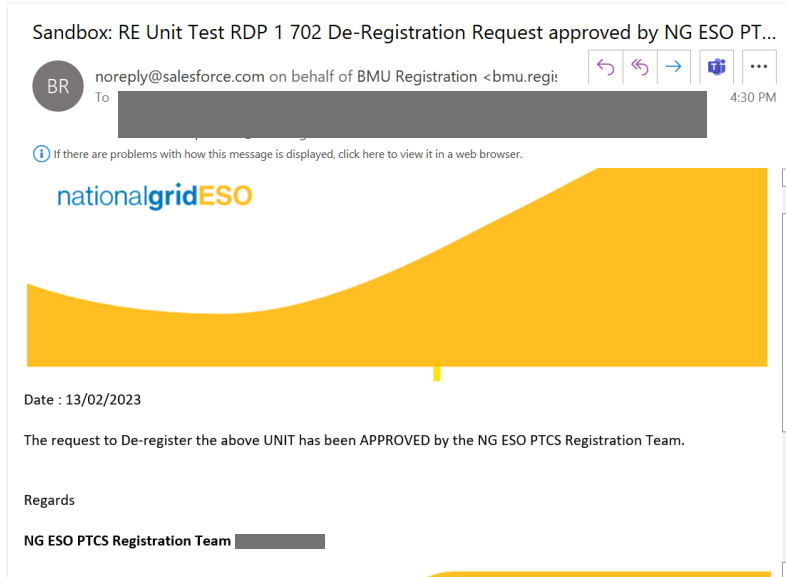 Sandbox: RE Unit Test RDP 1 702 De-Registration Request approved by NG ESO PT...
BR
noreply@salesforce.com on behalf of BMU Registration <bmu.regis
To
4:30 PM
If there are problems with how this message is displayed, click here to view it in a web browser.
nationalgridESO
Date : 13/02/2023
The request to De-register the above UNIT has been APPROVED by the NG ESO PTCS Registration Team.
Regards
NG ESO PTCS Registration Team